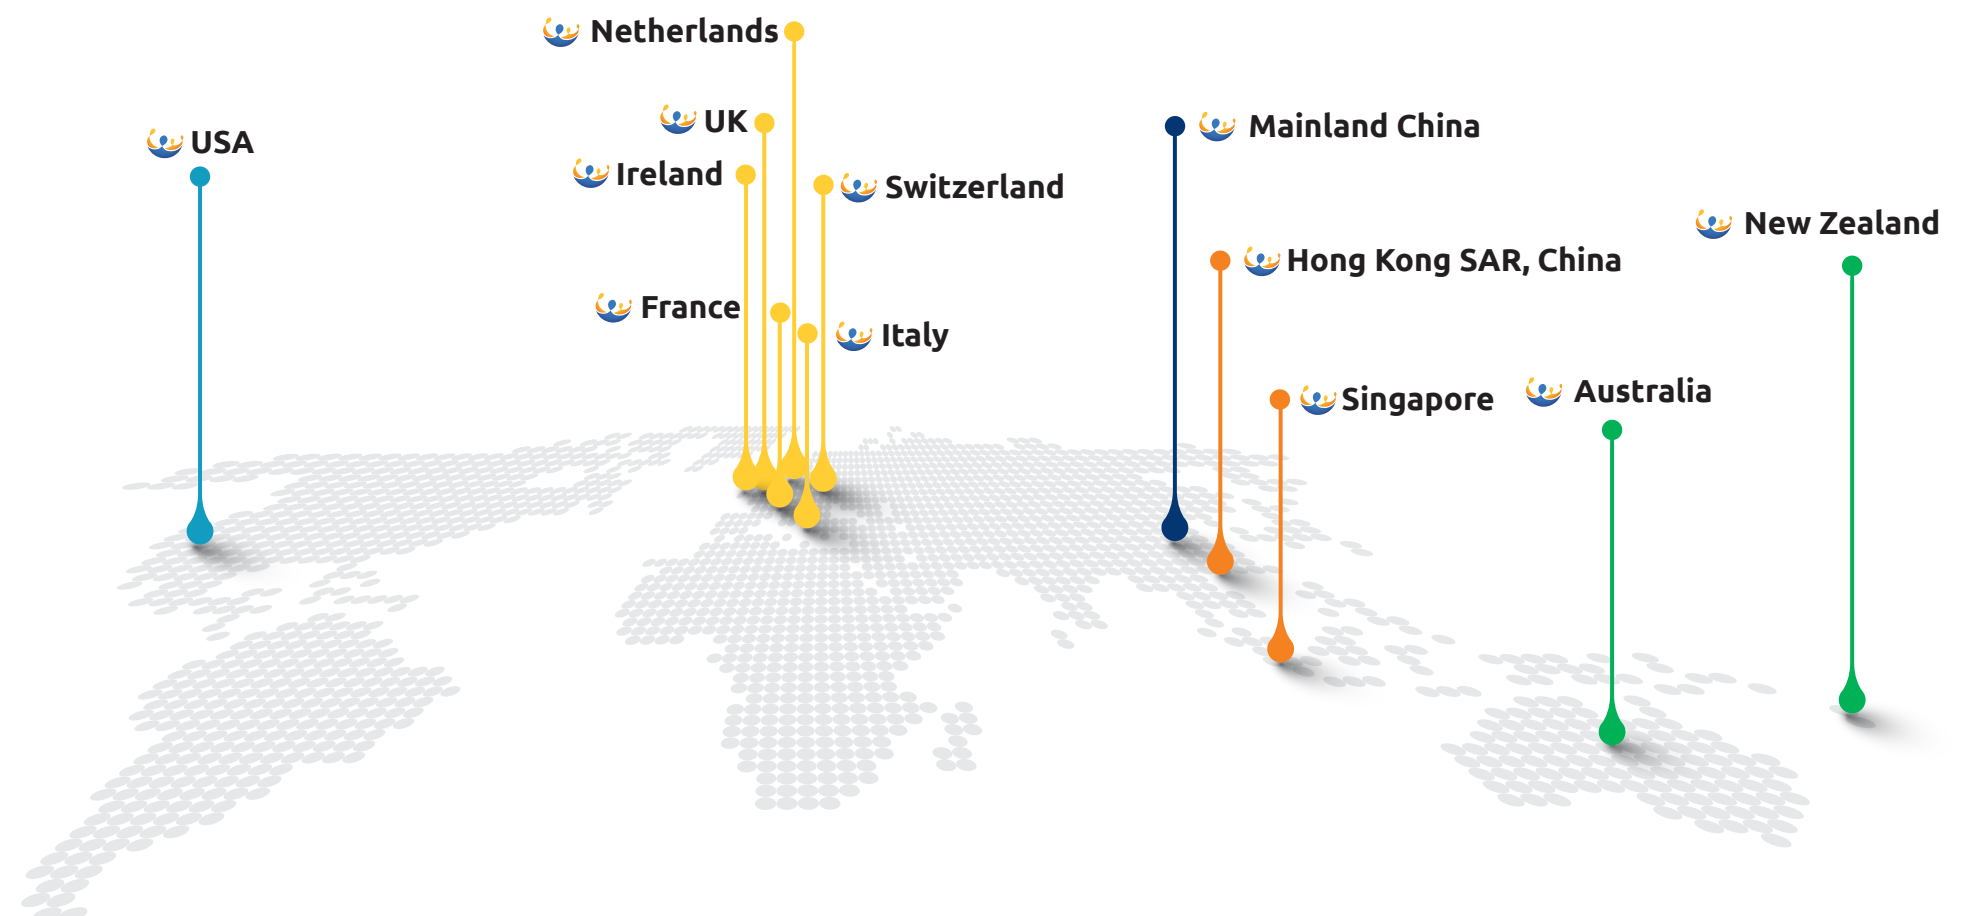 Netherlands
UK
USA
Ireland
Switzerland
Mainland China
New Zealand
Hong Kong SAR, China
France
Italy
Singapore
Australia